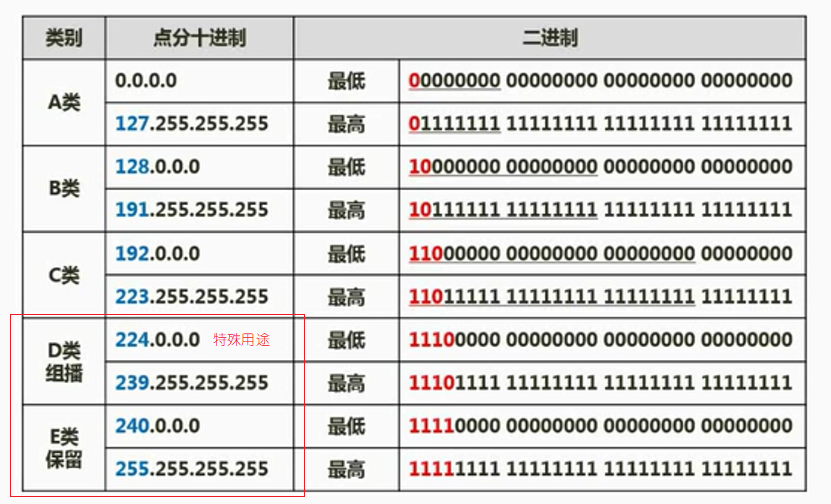 类别 点分十进制 二进制
A类 0.0.0.0 最低 00000000 00000000 00000000 00000000
127.255.255.255 最高 01111111 11111111 11111111 11111111
B类 128.0.0.0 最低 10000000 00000000 00000000 00000000
191.255.255.255 最高 10111111 11111111 11111111 11111111
C类 192.0.0.0 最低 11000000 00000000 00000000 00000000
223.255.255.255 最高 11011111 11111111 11111111 11111111
D类
组播
224.0.0.0 特殊用途 最低 11100000 00000000 00000000 00000000
239.255.255.255 最高 11101111 11111111 11111111 11111111
E类
保留
240.0.0.0 最低 11110000 00000000 00000000 00000000
255.255.255.255 最高 11111111 11111111 11111111 11111111